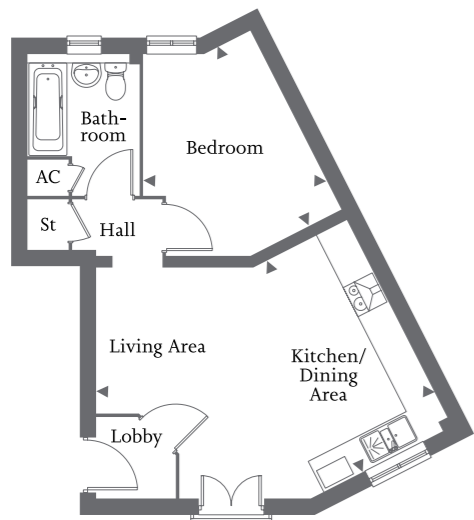 Bath-
room
Bedroom
AC
St
Hall
Living Area
Kitchen/
Dining
Area
Lobby